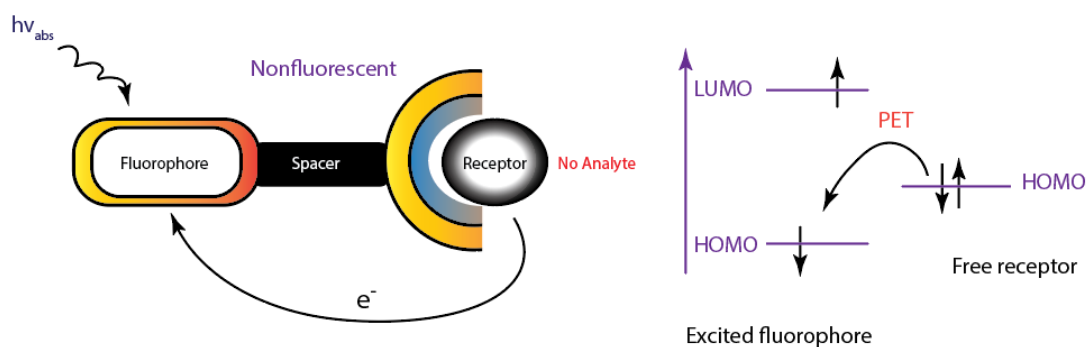 hν_abs
Nonfluorescent
Fluorophore
Spacer
Receptor
No Analyte
e⁻
LUMO
PET
HOMO
HOMO
Free receptor
Excited fluorophore